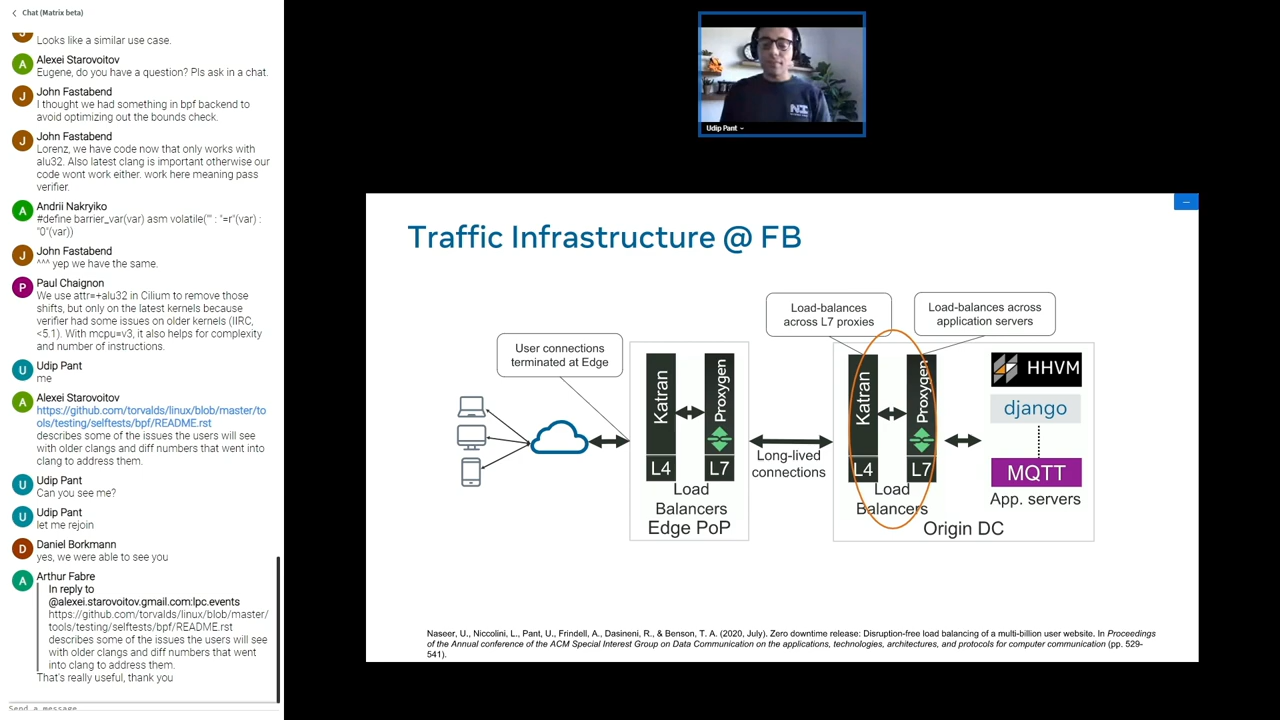 Chat (Matrix beta)
Looks like a similar use case.
A
Alexei Starovoitov
Eugene, do you have a question? Pls ask in a chat.
J
John Fastabend
I thought we had something in bpf backend to
avoid optimizing out the bounds check.
J
John Fastabend
Lorenz, we have code now that only works with
alu32. Also latest clang is important otherwise our
code wont work either. work here meaning pass
verifier.
A
Andrii Nakryiko
#define barrier_var(var) asm volatile("" : "=r"(var) :
"0"(var))
J
John Fastabend
^^^ yep we have the same.
P
Paul Chaignon
We use attr=+alu32 in Cilium to remove those
shifts, but only on the latest kernels because
verifier had some issues on older kernels (IIRC,
<5.1). With mcpu=v3, it also helps for complexity
and number of instructions.
U
Udip Pant
me
A
Alexei Starovoitov
https://github.com/torvalds/linux/blob/master/to
ols/testing/selftests/bpf/README.rst
describes some of the issues the users will see
with older clangs and diff numbers that went into
clang to address them.
U
Udip Pant
Can you see me?
U
Udip Pant
let me rejoin
D
Daniel Borkmann
yes, we were able to see you
A
Arthur Fabre
In reply to
@alexei.starovoitov.gmail.com:lpc.events
https://github.com/torvalds/linux/blob/master/
tools/testing/selftests/bpf/README.rst
describes some of the issues the users will see
with older clangs and diff numbers that went
into clang to address them.
That's really useful, thank you
Send a message
Udip Pant
Traffic Infrastructure @ FB
User connections
terminated at Edge
Load-balances
across L7 proxies
Load-balances across
application servers
Katran
L4
Proxygen
L7
Load
Balancers
Edge PoP
Long-lived
connections
Katran
L4
Proxygen
L7
Load
Balancers
Origin DC
HHVM
django
MQTT
App. servers
Naseer, U., Niccolini, L., Pant, U., Frindell, A., Dasineni, R., & Benson, T. A. (2020, July). Zero downtime release: Disruption-free load balancing of a multi-billion user website. In Proceedings
of the Annual conference of the ACM Special Interest Group on Data Communication on the applications, technologies, architectures, and protocols for computer communication (pp. 529-
541).